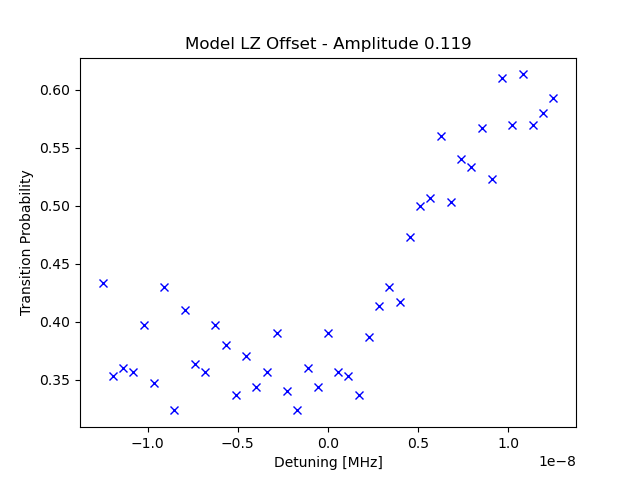 Model LZ Offset - Amplitude 0.119
0.60
0.55
0.50
0.45
0.40
0.35
Transition Probability
−1.0 −0.5 0.0 0.5 1.0
1e−8
Detuning [MHz]